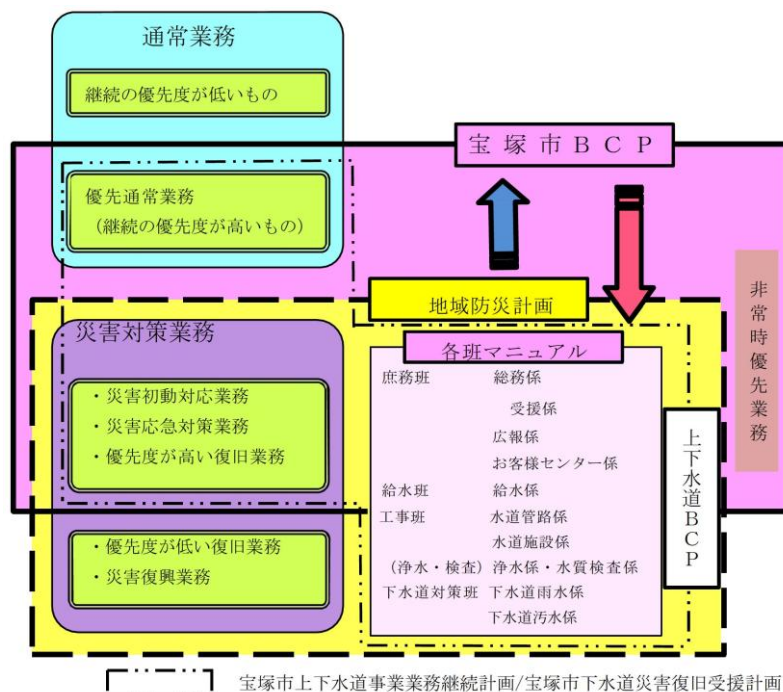 通常業務
継続の優先度が低いもの
宝塚市BCP
優先通常業務
（継続の優先度が高いもの）
非常時優先業務
地域防災計画
災害対策業務
・災害初動対応業務
・災害応急対策業務
・優先度が高い復旧業務
・優先度が低い復旧業務
・災害復興業務
各班マニュアル
庶務班 総務係
受援係
広報係
お客様センター係
給水班 給水係
工事班 水道管路係
水道施設係
（浄水・検査）浄水係・水質検査係
下水道対策班 下水道雨水係
下水道汚水係
上下水道BCP
宝塚市上下水道事業業務継続計画/宝塚市下水道災害復旧受援計画